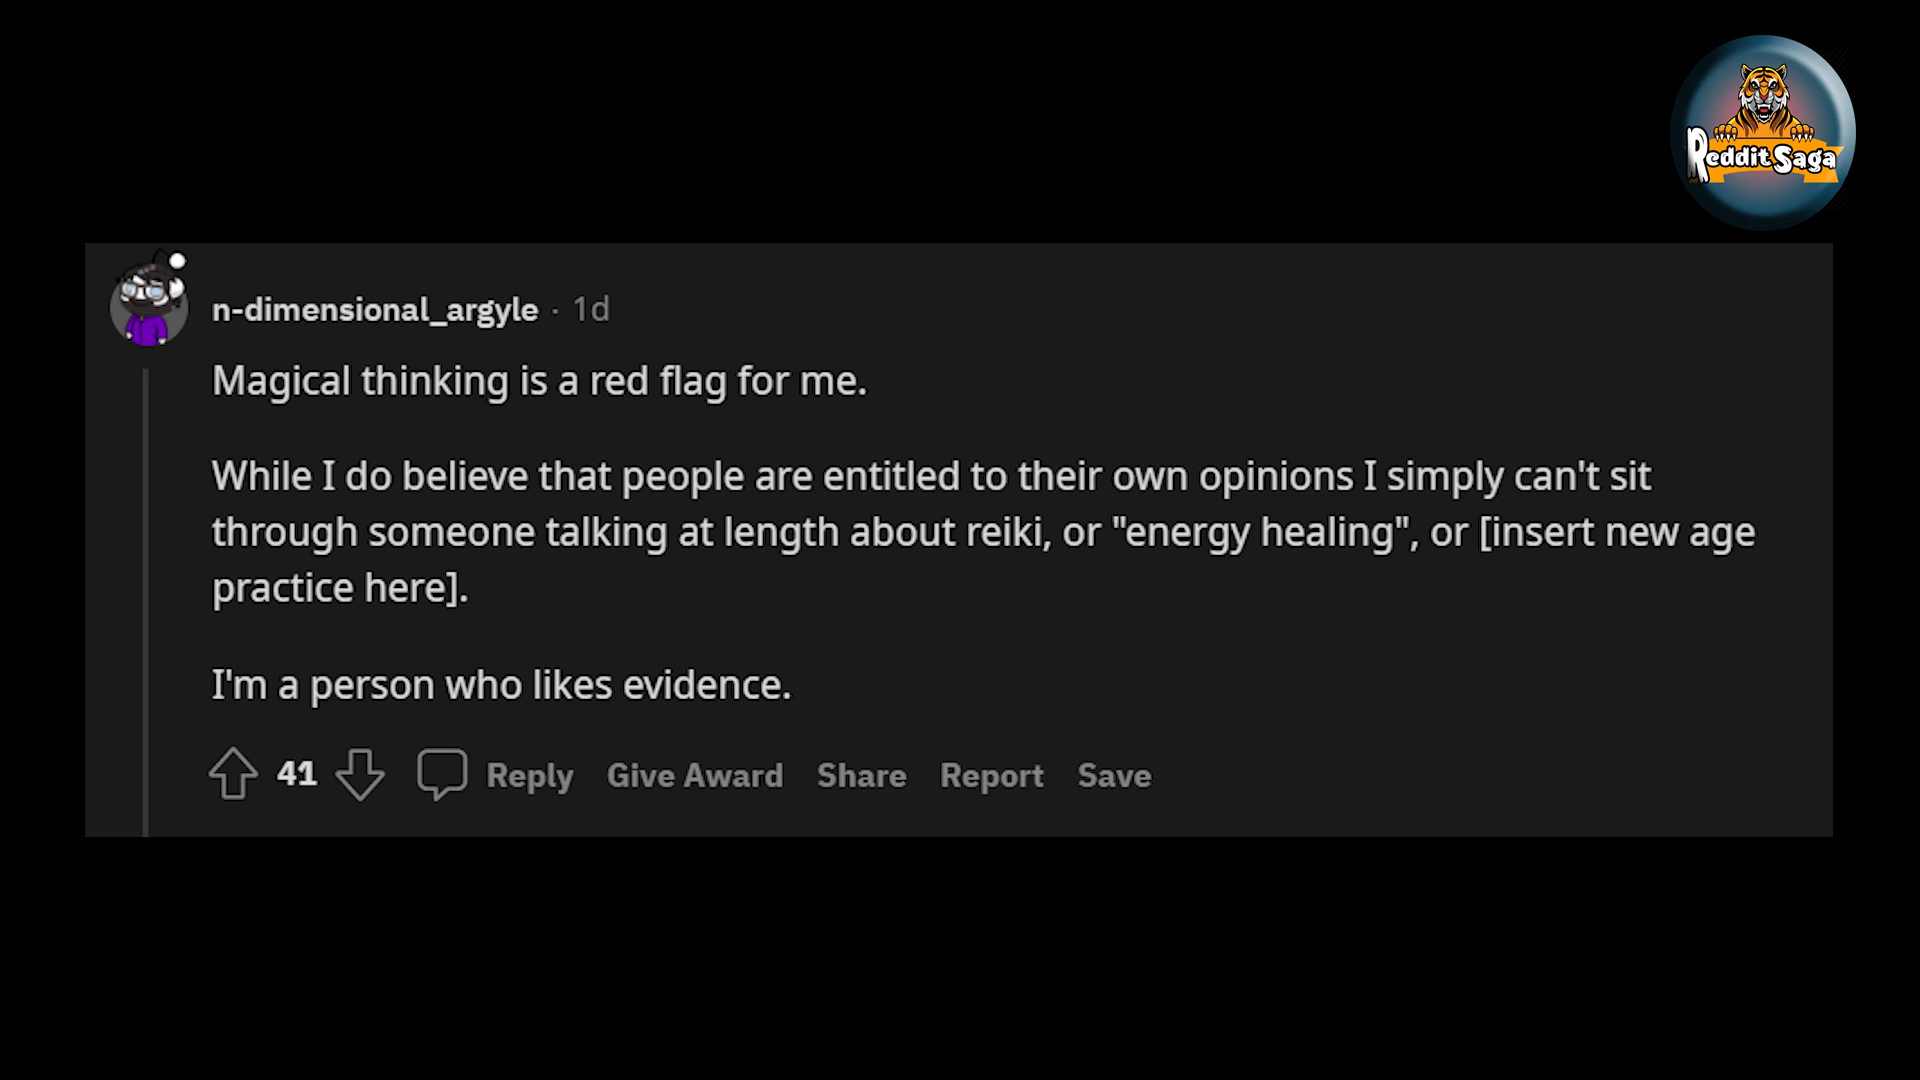 Reddit Saga
n-dimensional_argyle · 1d
Magical thinking is a red flag for me.
While I do believe that people are entitled to their own opinions I simply can't sit
through someone talking at length about reiki, or "energy healing", or [insert new age
practice here].
I'm a person who likes evidence.
41 Reply Give Award Share Report Save